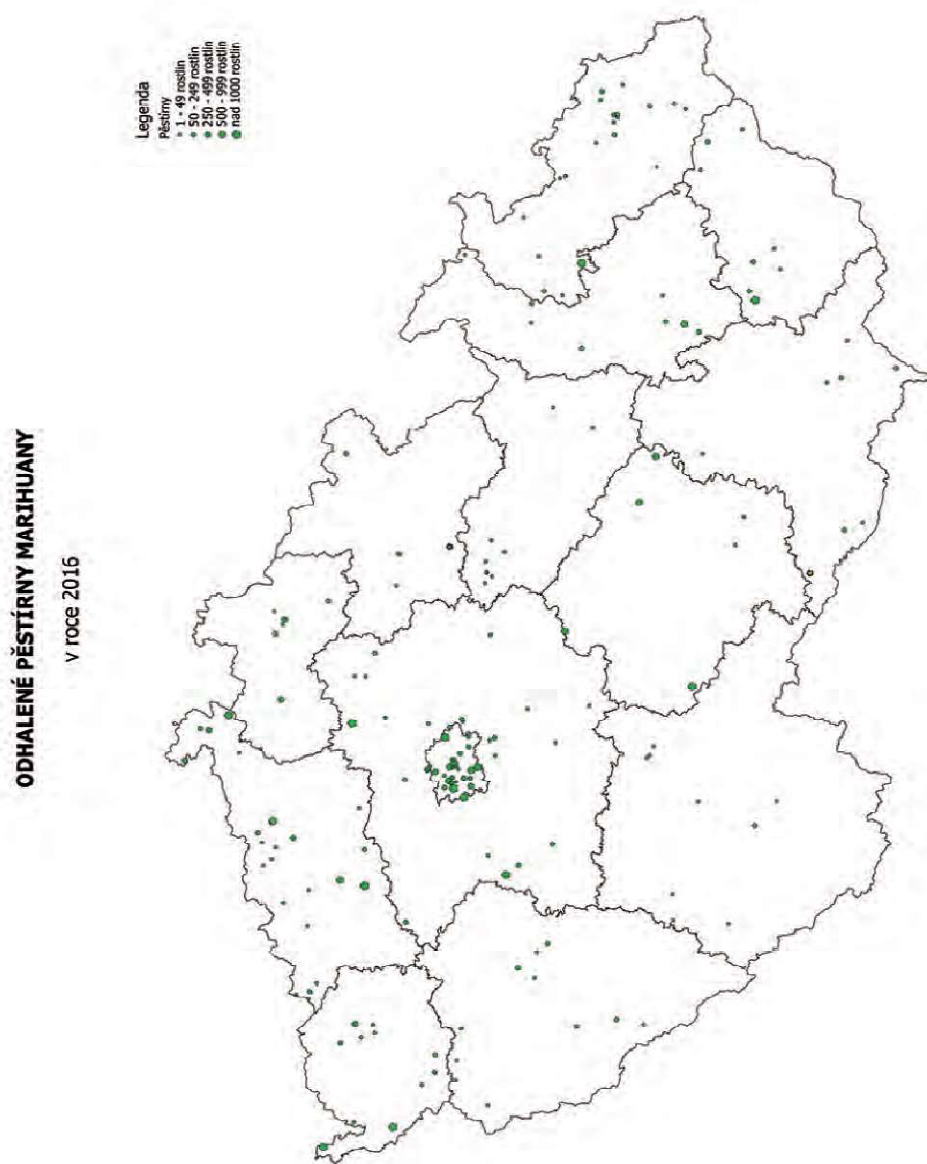 ODHALENÉ PĚSTÍRNY MARIHUANY
v roce 2016
Legenda
Pěstírny
1 - 49 rostlin
50 - 249 rostlin
250 - 499 rostlin
500 - 999 rostlin
nad 1000 rostlin